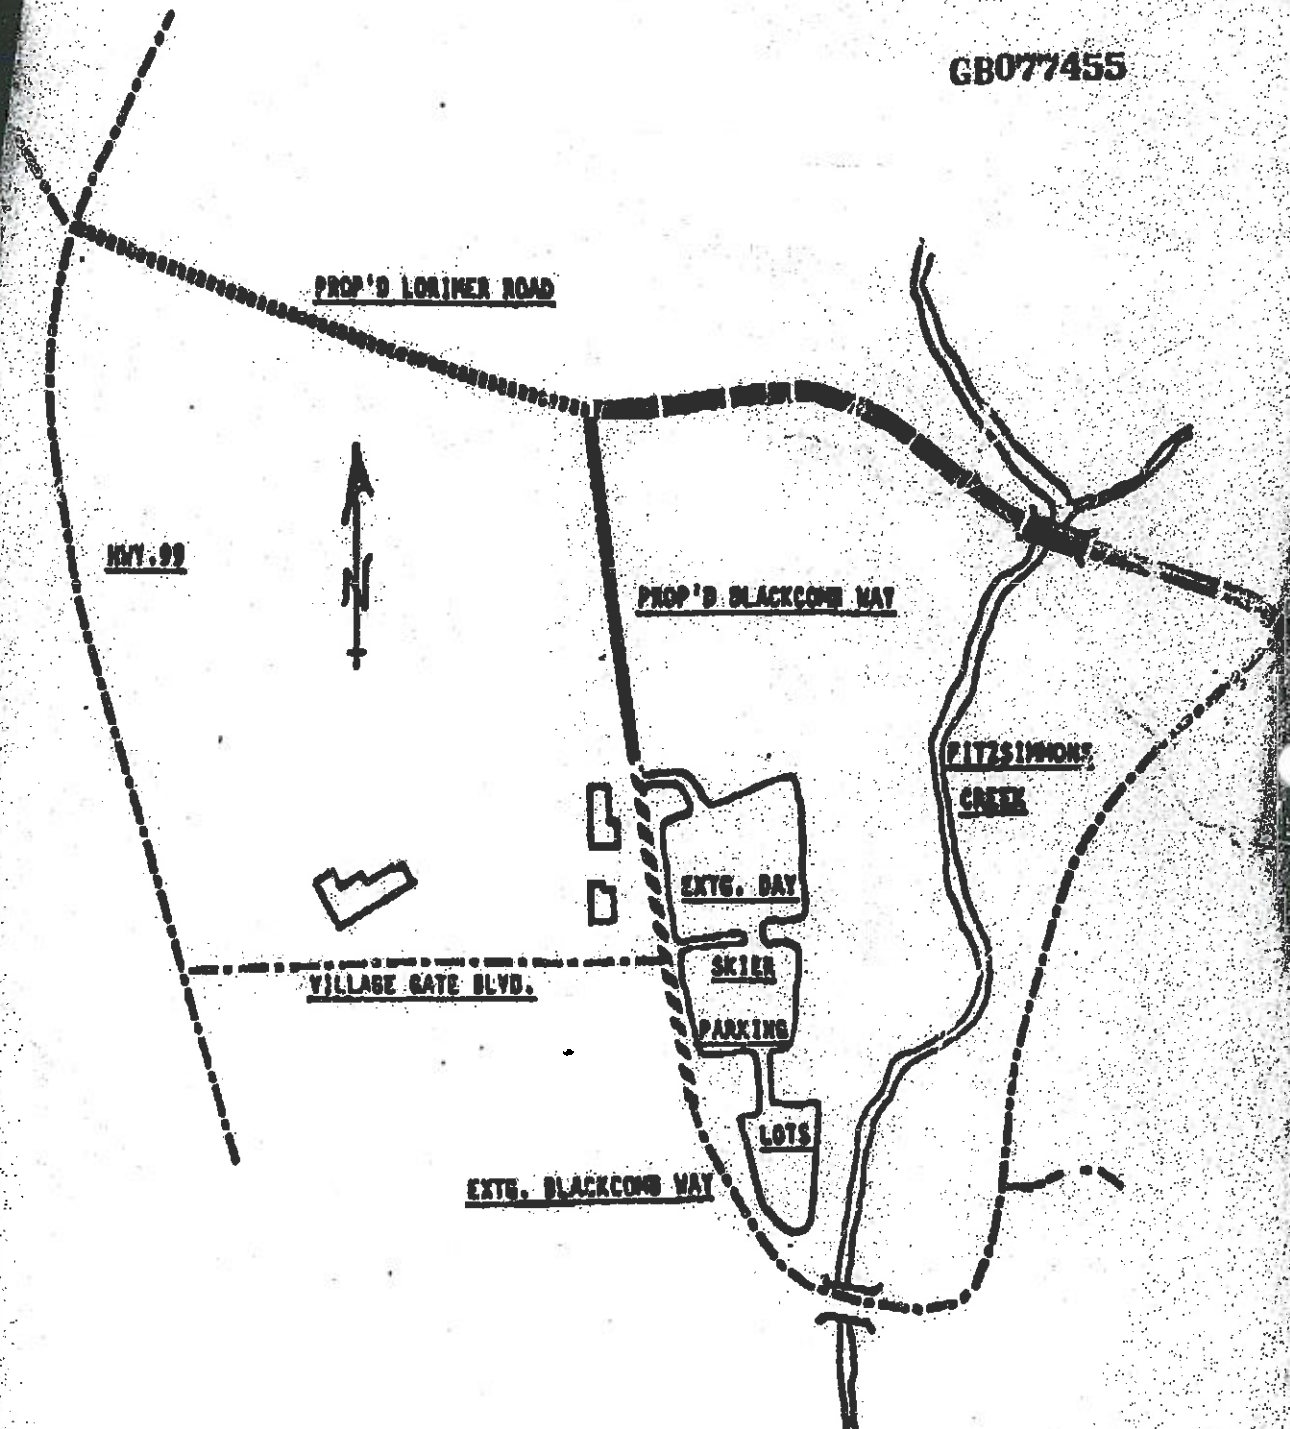 GB077455
PROP'D LORIMER ROAD
HWY.99
N
PROP'D BLACKCOMB WAY
FITZSIMMONS
CREEK
EXTG. DAY
SKIER
PARKING
LOTS
VILLAGE GATE BLVD.
EXTG. BLACKCOMB WAY